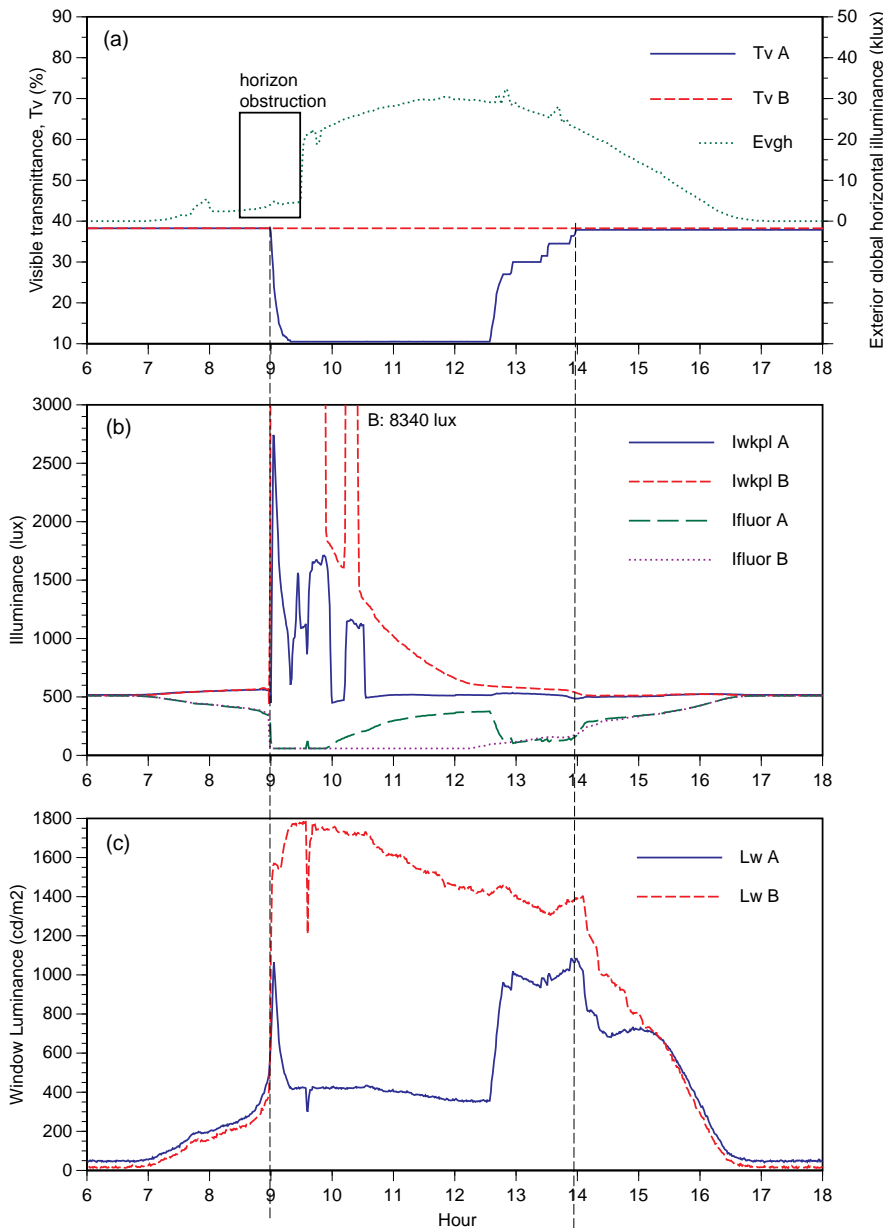 (a)
horizon
obstruction
Tv A
Tv B
Evgh
Visible transmittance, Tv (%)
90
80
70
60
50
40
30
20
10
Exterior global horizontal illuminance (klux)
50
40
30
20
10
0
6 7 8 9 10 11 12 13 14 15 16 17 18
(b)
B: 8340 lux
Iwkpl A
Iwkpl B
Ifluor A
Ifluor B
Illuminance (lux)
3000
2500
2000
1500
1000
500
0
6 7 8 9 10 11 12 13 14 15 16 17 18
(c)
Lw A
Lw B
Window Luminance (cd/m2)
1800
1600
1400
1200
1000
800
600
400
200
0
6 7 8 9 10 11 12 13 14 15 16 17 18
Hour